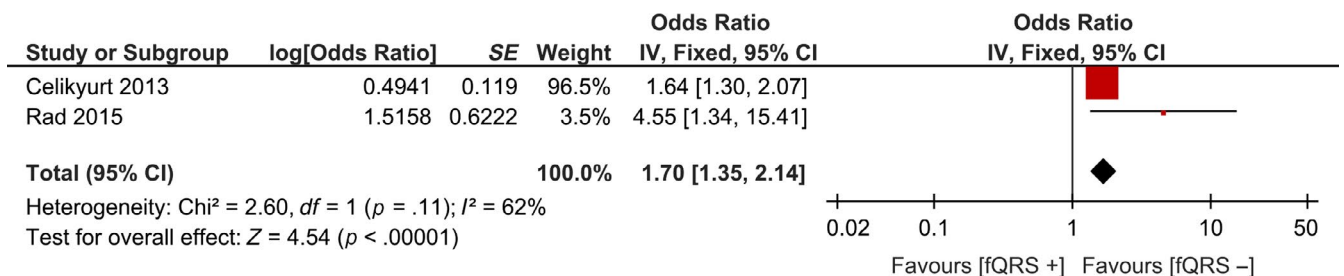 Odds Ratio Odds Ratio
Study or Subgroup log[Odds Ratio] SE Weight IV, Fixed, 95% CI IV, Fixed, 95% CI
Celikyurt 2013 0.4941 0.119 96.5% 1.64 [1.30, 2.07]
Rad 2015 1.5158 0.6222 3.5% 4.55 [1.34, 15.41]
Total (95% CI) 100.0% 1.70 [1.35, 2.14]
Heterogeneity: Chi² = 2.60, df = 1 (p = .11); I² = 62%
Test for overall effect: Z = 4.54 (p < .00001)
0.02 0.1 1 10 50
Favours [fQRS +] Favours [fQRS –]